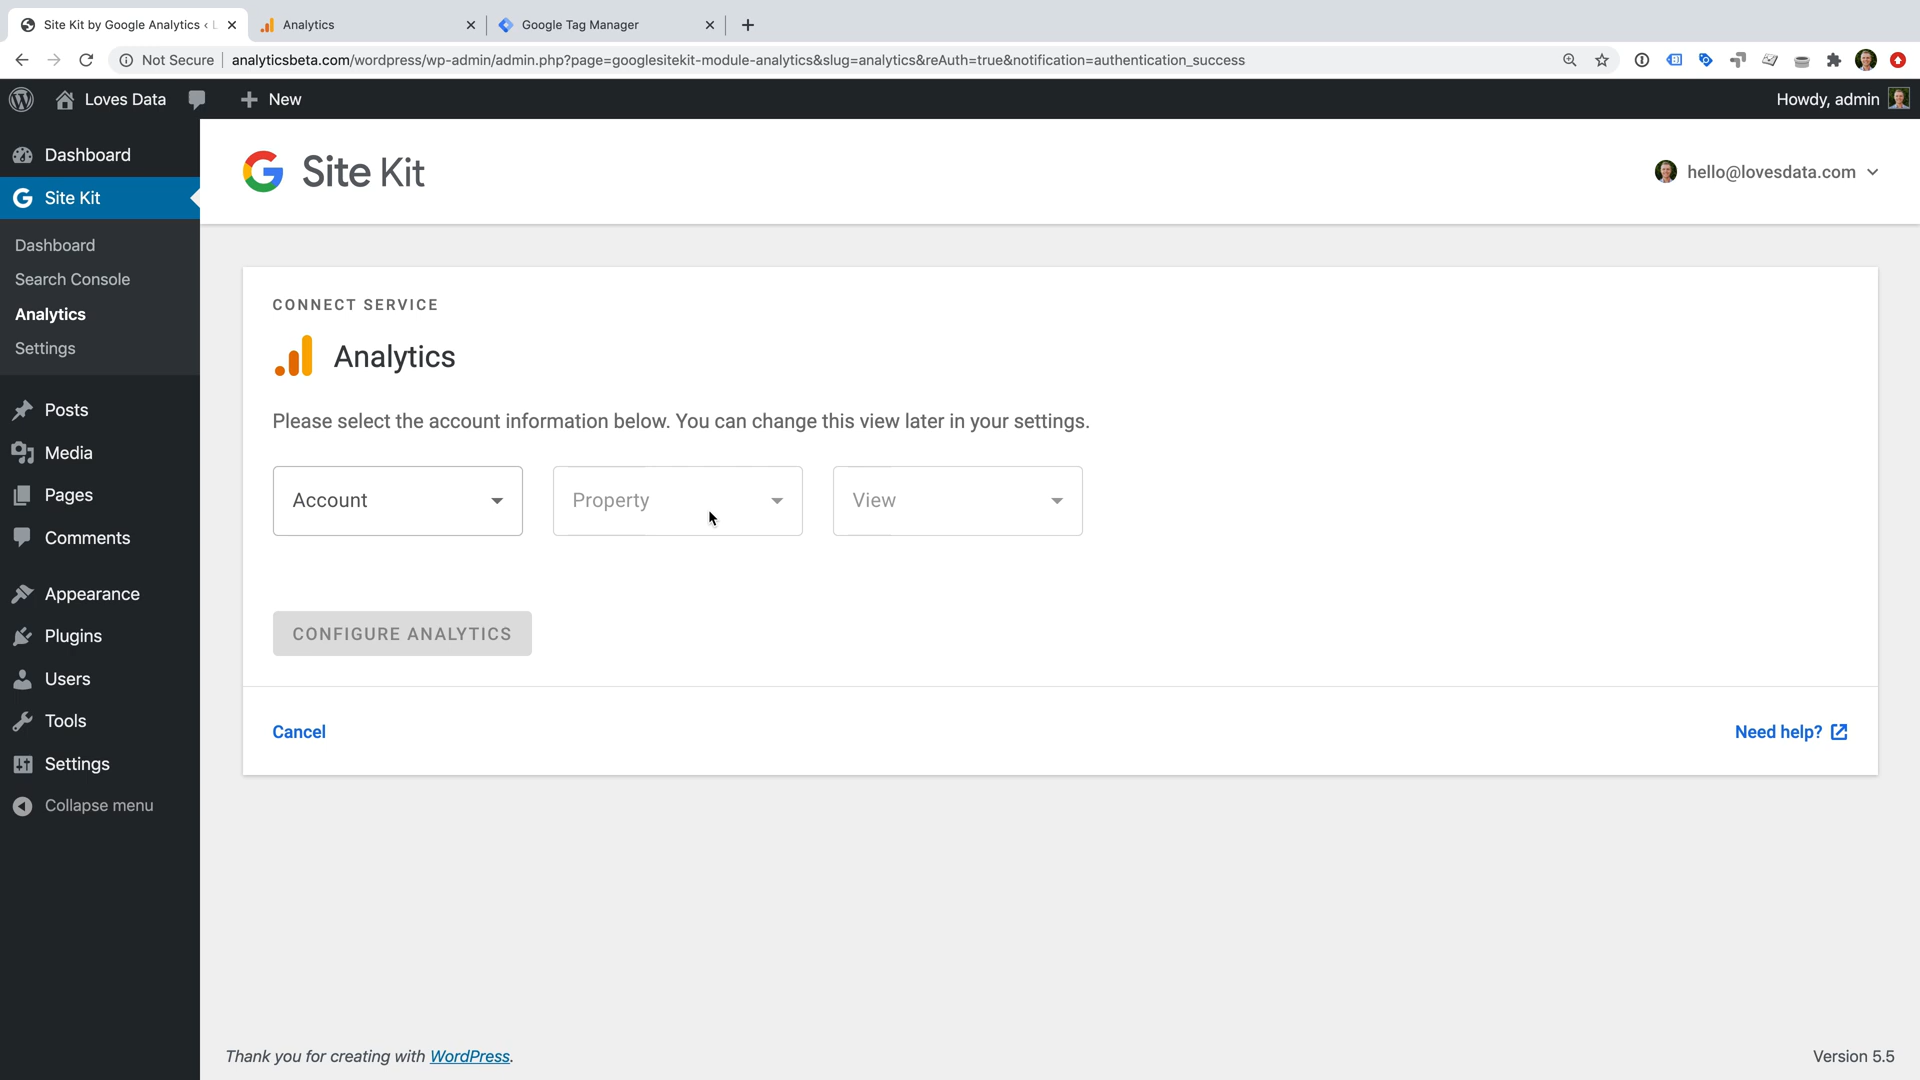 Site Kit by Google Analytics ‹ L
Analytics
Google Tag Manager
Not Secure
analyticsbeta.com/wordpress/wp-admin/admin.php?page=googlesitekit-module-analytics&slug=analytics&reAuth=true&notification=authentication_success
Loves Data
New
Howdy, admin
Dashboard
Site Kit
Dashboard
Search Console
Analytics
Settings
Posts
Media
Pages
Comments
Appearance
Plugins
Users
Tools
Settings
Collapse menu
Site Kit
hello@lovesdata.com
CONNECT SERVICE
Analytics
Please select the account information below. You can change this view later in your settings.
Account
Property
View
CONFIGURE ANALYTICS
Cancel
Need help?
Thank you for creating with WordPress.
Version 5.5